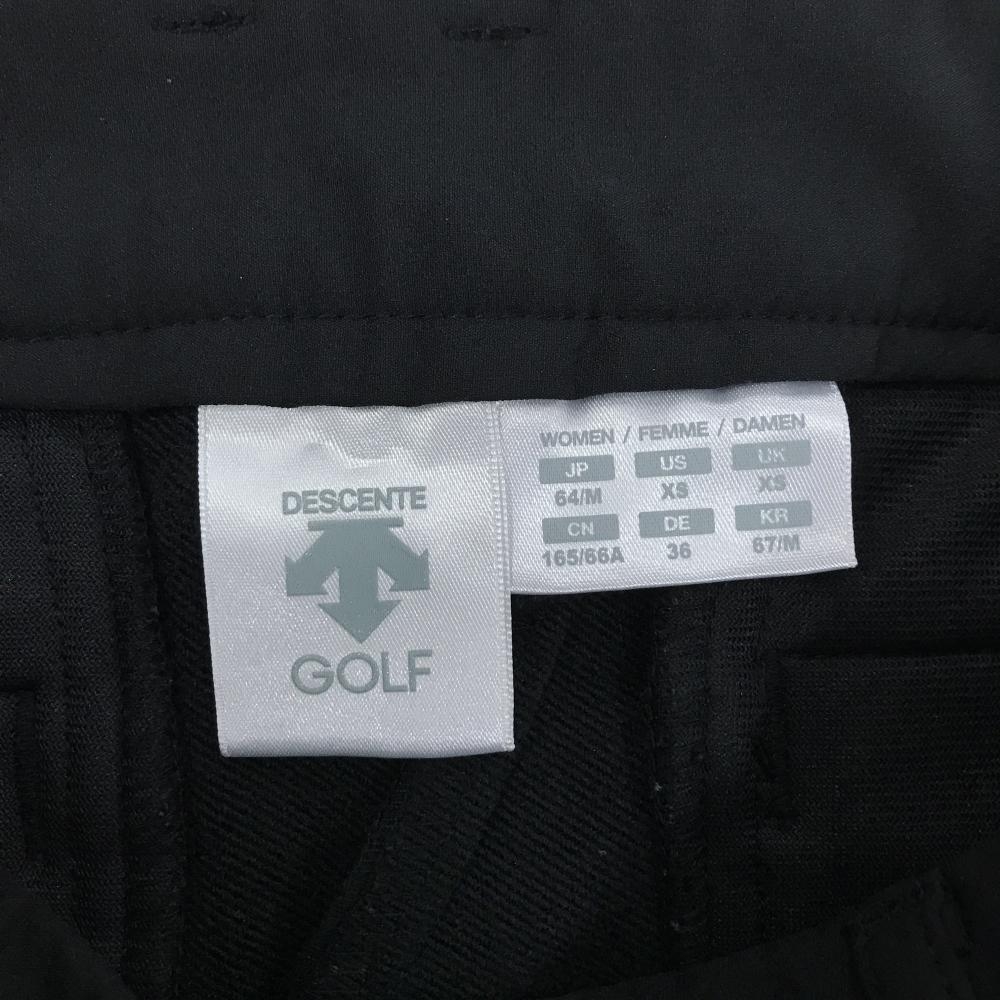 DESCENTE
GOLF
WOMEN / FEMME / DAMEN
JP US UK
64/M XS XS
CN DE KR
165/66A 36 67/M